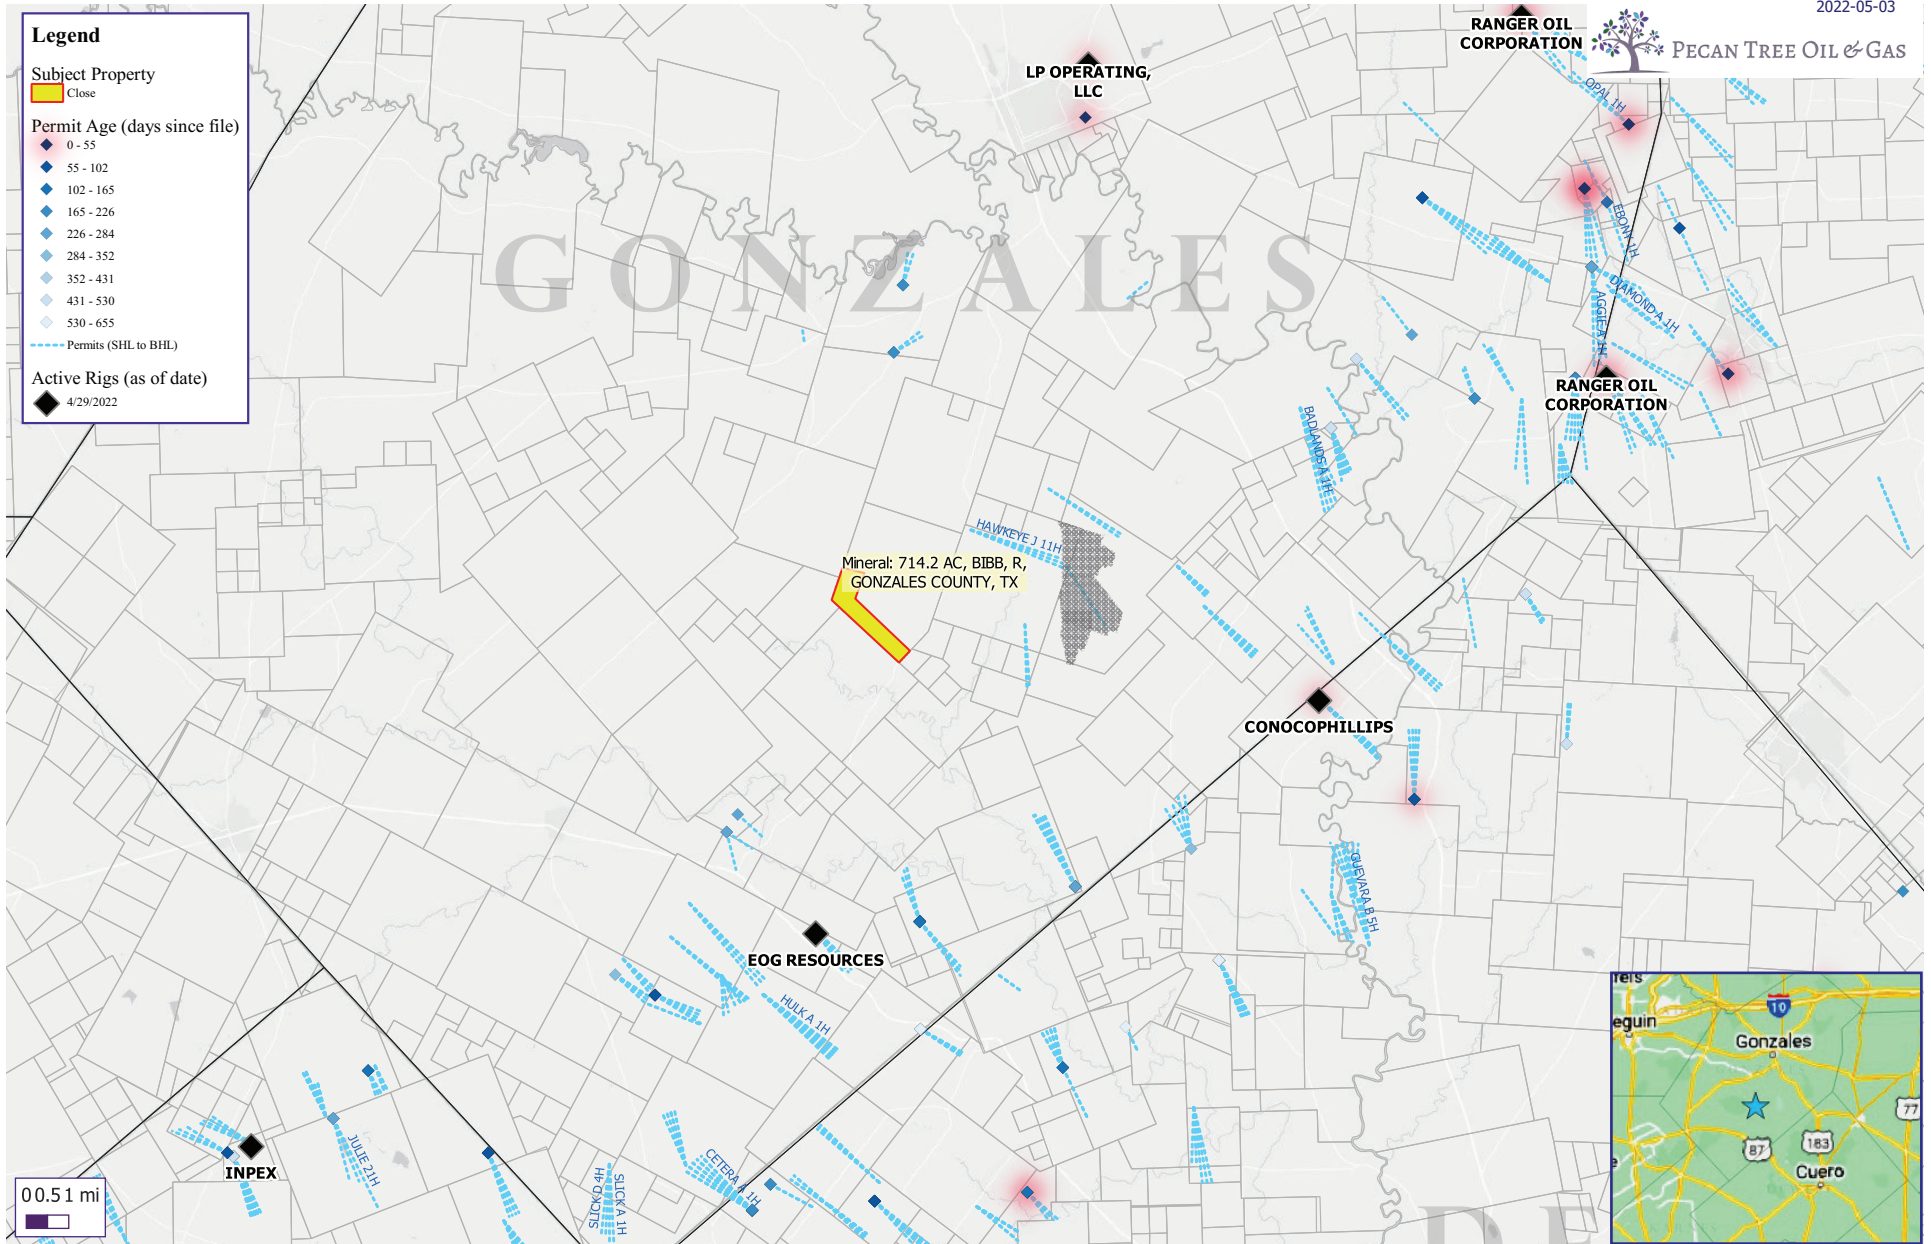 2022-05-03
PECAN TREE OIL & GAS
Legend
Subject Property
Close
Permit Age (days since file)
0 - 55
55 - 102
102 - 165
165 - 226
226 - 284
284 - 352
352 - 431
431 - 530
530 - 655
Permits (SHL to BHL)
Active Rigs (as of date)
4/29/2022
RANGER OIL
CORPORATION
LP OPERATING,
LLC
OPAL 1H
EBONY 1H
GONZALES
DIAMOND A 1H
AGGIE A 1H
RANGER OIL
CORPORATION
BADLANDS A 1H
HAWKEYE J 11H
Mineral: 714.2 AC, BIBB, R,
GONZALES COUNTY, TX
CONOCOPHILLIPS
GUEVARA B 5H
EOG RESOURCES
HULK A 1H
JULIE 21H
INPEX
SLICK D 4H
SLICK A 1H
CETERA A 1H
DE
0 0.5 1 mi
eguin
10
Gonzales
77
87
183
Cuero